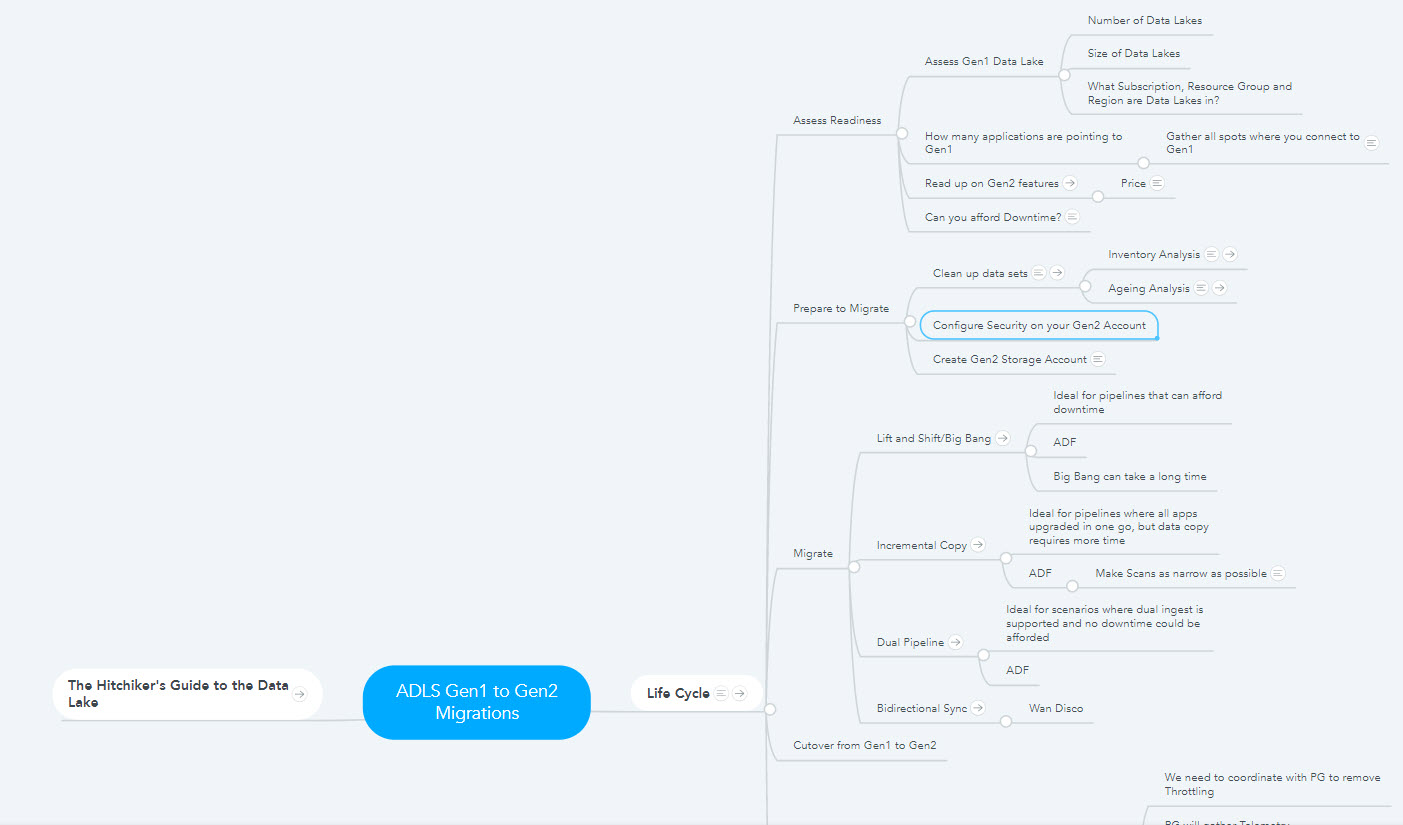 Number of Data Lakes
Size of Data Lakes
What Subscription, Resource Group and
Region are Data Lakes in?
Assess Gen1 Data Lake
Assess Readiness
How many applications are pointing to
Gen1
Gather all spots where you connect to
Gen1
Read up on Gen2 features
Price
Can you afford Downtime?
Inventory Analysis
Clean up data sets
Ageing Analysis
Prepare to Migrate
Configure Security on your Gen2 Account
Create Gen2 Storage Account
Ideal for pipelines that can afford
downtime
Lift and Shift/Big Bang
ADF
Big Bang can take a long time
Ideal for pipelines where all apps
upgraded in one go, but data copy
requires more time
Incremental Copy
Migrate
ADF
Make Scans as narrow as possible
Ideal for scenarios where dual ingest is
supported and no downtime could be
afforded
Dual Pipeline
ADF
Bidirectional Sync
Wan Disco
The Hitchiker's Guide to the Data
Lake
ADLS Gen1 to Gen2
Migrations
Life Cycle
Cutover from Gen1 to Gen2
We need to coordinate with PG to remove
Throttling
PG will gather Telemetry